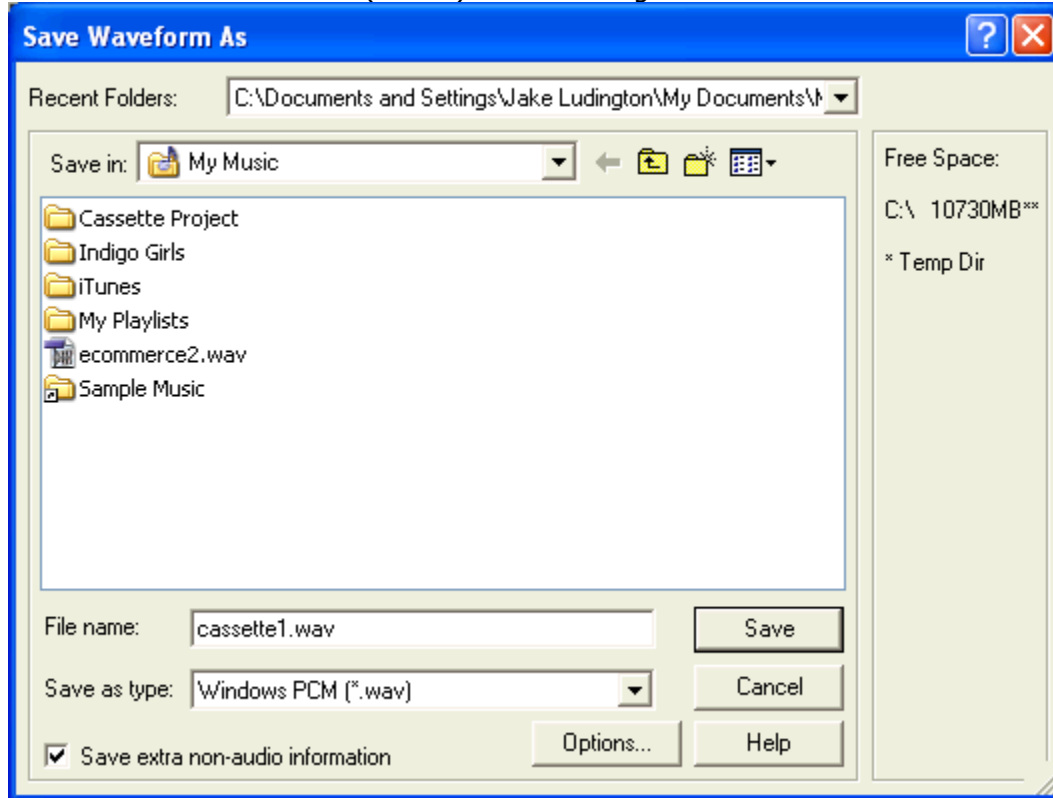 Save Waveform As
Recent Folders: C:\Documents and Settings\Jake Ludington\My Documents\
Save in: My Music
Free Space:
C:\ 10730MB**
* Temp Dir
Cassette Project
Indigo Girls
iTunes
My Playlists
ecommerce2.wav
Sample Music
File name: cassette1.wav
Save
Save as type: Windows PCM (*.wav)
Cancel
Save extra non-audio information
Options...
Help